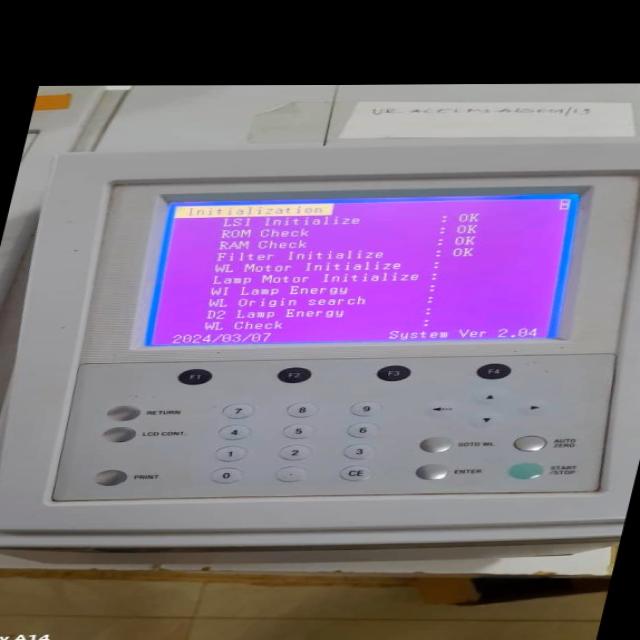 Initialization
LSI Initialize : OK
ROM Check : OK
RAM Check : OK
Filter Initialize : OK
WL Motor Initialize :
Lamp Motor Initialize :
WI Lamp Energy :
WL Origin search :
D2 Lamp Energy :
WL Check :
2024/03/07 System Ver 2.04
F1 F2 F3 F4
RETURN 7 8 9
LCD CONT. 4 5 6 GOTO WL AUTO ZERO
1 2 3
PRINT 0 . CE ENTER START/STOP
A14